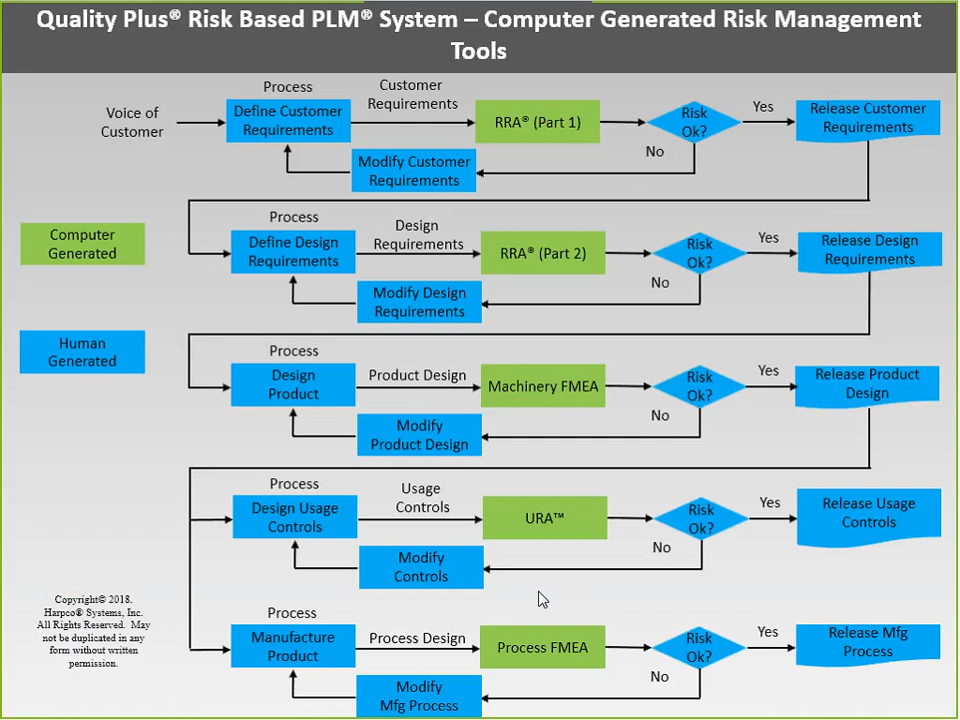 Quality Plus® Risk Based PLM® System – Computer Generated Risk Management
Tools
Process
Customer
Requirements
Voice of
Customer
Define Customer
Requirements
RRA® (Part 1)
Risk
Ok?
Yes
Release Customer
Requirements
No
Modify Customer
Requirements
Process
Design
Requirements
Computer
Generated
Define Design
Requirements
RRA® (Part 2)
Risk
Ok?
Yes
Release Design
Requirements
No
Modify Design
Requirements
Human
Generated
Process
Design
Product
Product Design
Machinery FMEA
Risk
Ok?
Yes
Release Product
Design
No
Modify
Product Design
Process
Usage
Controls
Design Usage
Controls
URA™
Risk
Ok?
Yes
Release Usage
Controls
No
Modify
Controls
Copyright© 2018.
Harpco® Systems, Inc.
All Rights Reserved. May
not be duplicated in any
form without written
permission.
Process
Manufacture
Product
Process Design
Process FMEA
Risk
Ok?
Yes
Release Mfg
Process
No
Modify
Mfg Process